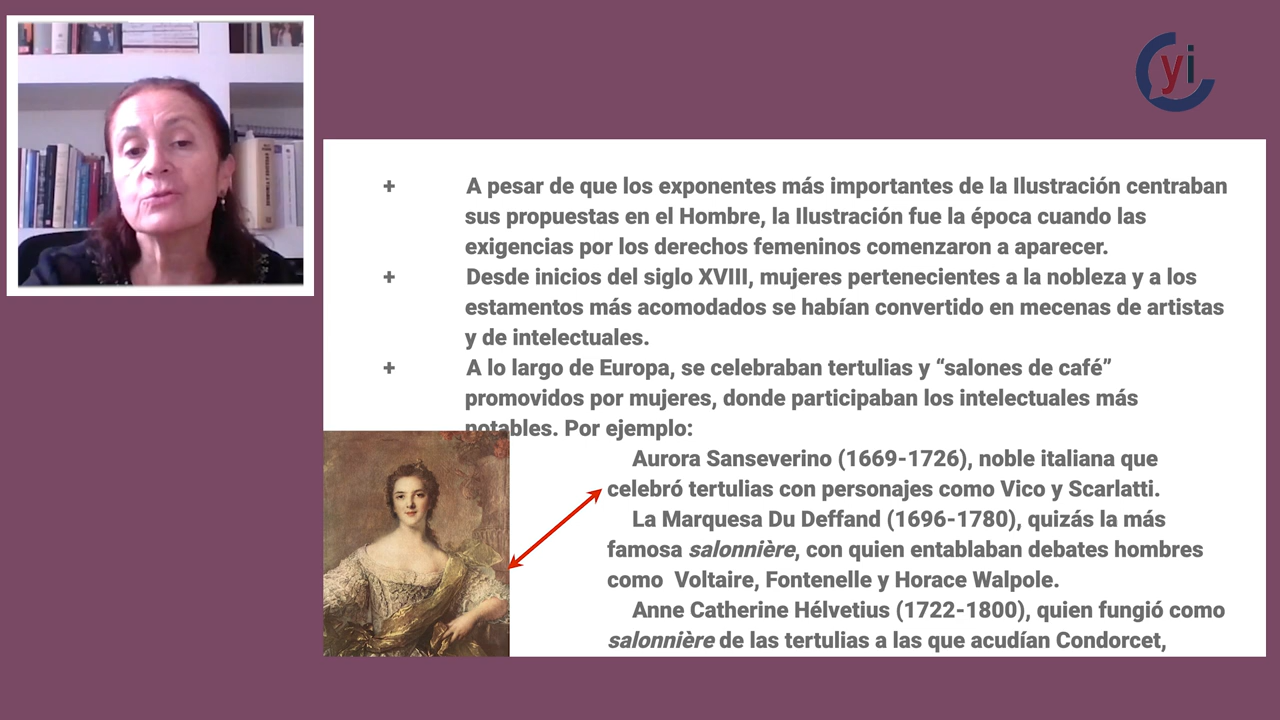 yi
+ A pesar de que los exponentes más importantes de la Ilustración centraban
sus propuestas en el Hombre, la Ilustración fue la época cuando las
exigencias por los derechos femeninos comenzaron a aparecer.
+ Desde inicios del siglo XVIII, mujeres pertenecientes a la nobleza y a los
estamentos más acomodados se habían convertido en mecenas de artistas
y de intelectuales.
+ A lo largo de Europa, se celebraban tertulias y “salones de café”
promovidos por mujeres, donde participaban los intelectuales más
notables. Por ejemplo:
Aurora Sanseverino (1669-1726), noble italiana que
celebró tertulias con personajes como Vico y Scarlatti.
La Marquesa Du Deffand (1696-1780), quizás la más
famosa salonnière, con quien entablaban debates hombres
como Voltaire, Fontenelle y Horace Walpole.
Anne Catherine Hélvetius (1722-1800), quien fungió como
salonnière de las tertulias a las que acudían Condorcet,